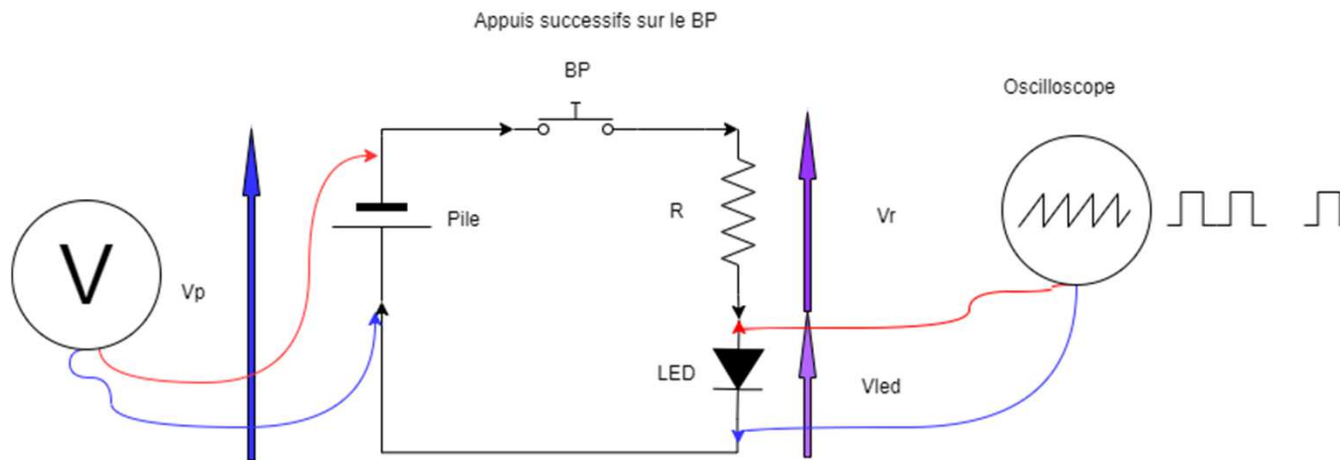 Appuis successifs sur le BP
BP
Oscilloscope
Pile
R
Vr
V
Vp
LED
Vled